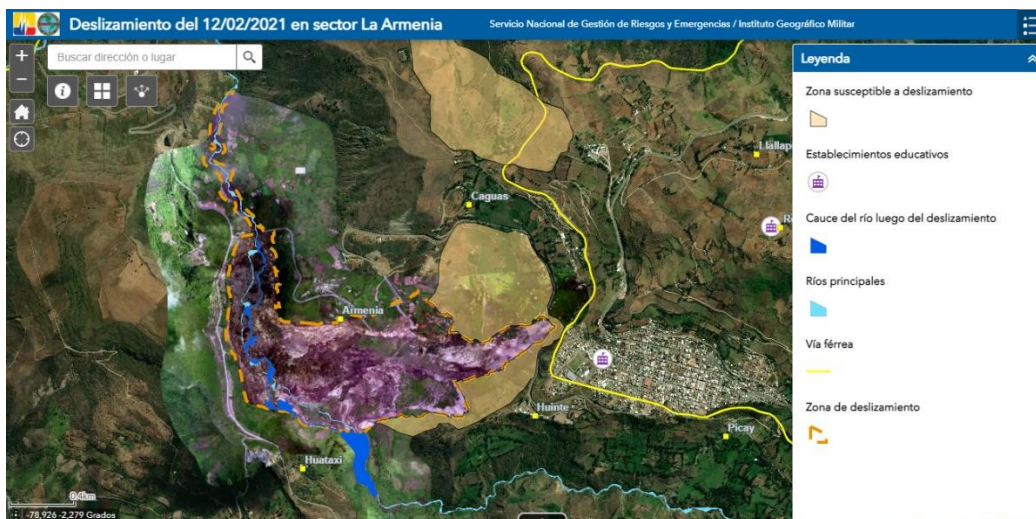 Deslizamiento del 12/02/2021 en sector La Armenia
Servicio Nacional de Gestión de Riesgos y Emergencias / Instituto Geográfico Militar
+
Buscar dirección o lugar
−
Leyenda
Zona susceptible a deslizamiento
Establecimientos educativos
Cauce del río luego del deslizamiento
Ríos principales
Vía férrea
Zona de deslizamiento
Llallap
Caguas
Armenia
Huinte
Picay
Huataxi
0,4km
-78,926 -2,279 Grados